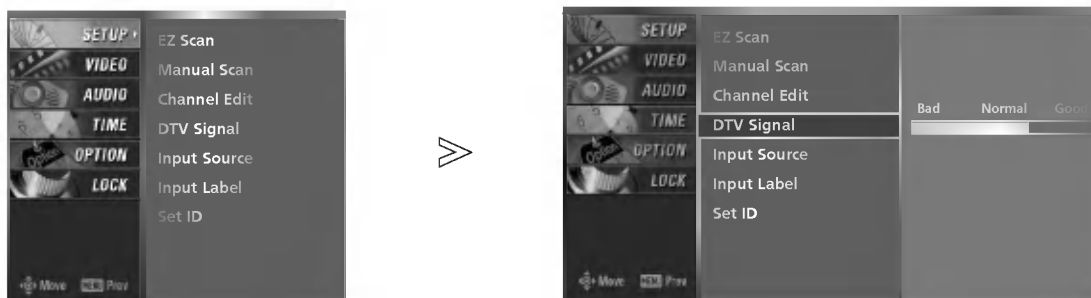 SETUP
VIDEO
AUDIO
TIME
OPTION
LOCK
EZ Scan
Manual Scan
Channel Edit
DTV Signal
Input Source
Input Label
Set ID
Move MENU Prev
SETUP
VIDEO
AUDIO
TIME
OPTION
LOCK
EZ Scan
Manual Scan
Channel Edit
DTV Signal
Input Source
Input Label
Set ID
Bad Normal Good
Move MENU Prev